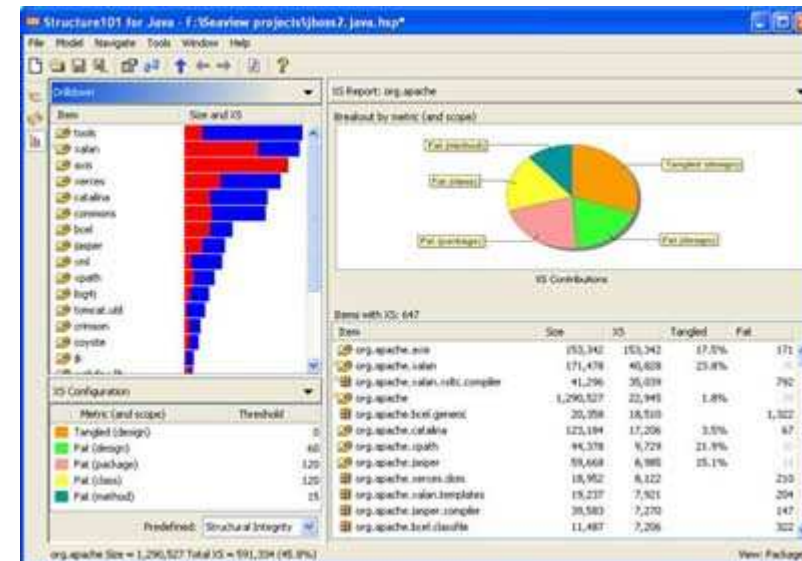 Structure101 for Java - F:\Seaview projects\jboss2.java.hsp*
File Model Navigate Tools Window Help
Drilldown
Item Size and XS
tools
xalan
axis
xerces
catalina
commons
bcel
jasper
xml
xpath
log4j
tomcat.util
crimson
coyote
jk
XS Configuration
Metric (and scope) Threshold
Tangled (design) 0
Fat (design) 60
Fat (package) 120
Fat (class) 120
Fat (method) 15
Predefined: Structural Integrity
XS Report: org.apache
Breakout by metric (and scope)
Fat (method)
Tangled (design)
Fat (class)
Fat (package)
Fat (design)
XS Contributions
Items with XS: 647
Item Size XS Tangled Fat
org.apache.axis 153,342 153,342 17.5% 171
org.apache.xalan 171,478 40,828 23.8%
org.apache.xalan.xsltc.compiler 41,296 35,039 792
org.apache 1,290,527 22,945 1.8%
org.apache.bcel.generic 20,358 18,510 1,322
org.apache.catalina 123,184 17,206 3.5% 67
org.apache.xpath 44,378 9,729 21.9%
org.apache.jasper 59,668 8,985 15.1%
org.apache.xerces.dom 18,952 8,122 210
org.apache.xalan.templates 19,237 7,921 204
org.apache.jasper.compiler 39,583 7,270 147
org.apache.bcel.classfile 11,487 7,206 302
org.apache Size = 1,290,527 Total XS = 591,334 (45.8%)
View: Package